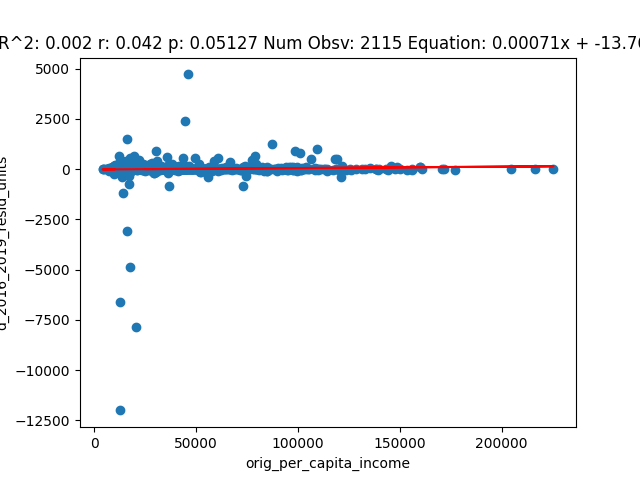 R^2: 0.002 r: 0.042 p: 0.05127 Num Obsv: 2115 Equation: 0.00071x + -13.70
5000
2500
0
−2500
−5000
−7500
−10000
−12500
d_2016_2019_resid_units
0 50000 100000 150000 200000
orig_per_capita_income